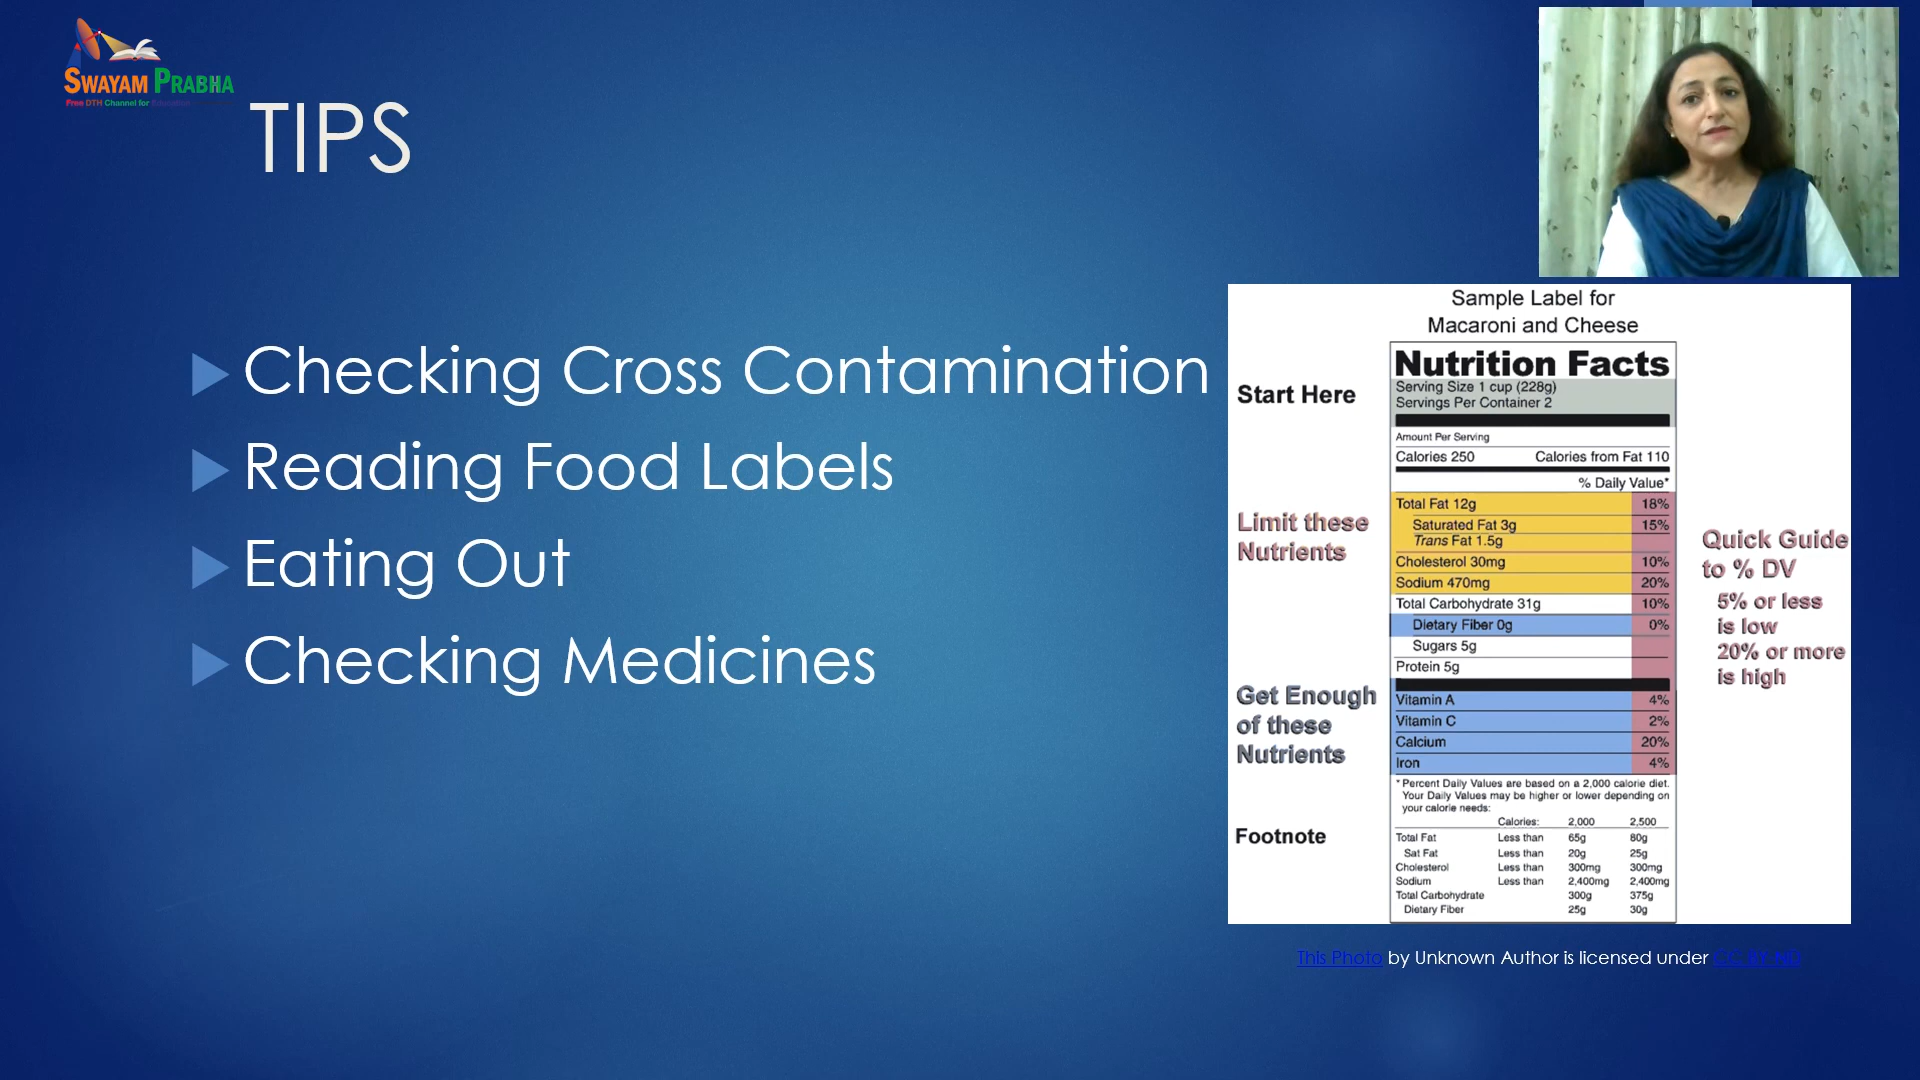 SWAYAM PRABHA
Free DTH Channel for Education
TIPS
Checking Cross Contamination
Reading Food Labels
Eating Out
Checking Medicines
Sample Label for
Macaroni and Cheese
Start Here
Limit these
Nutrients
Get Enough
of these
Nutrients
Footnote
Nutrition Facts
Serving Size 1 cup (228g)
Servings Per Container 2
Amount Per Serving
Calories 250 Calories from Fat 110
% Daily Value*
Total Fat 12g 18%
Saturated Fat 3g 15%
Trans Fat 1.5g
Cholesterol 30mg 10%
Sodium 470mg 20%
Total Carbohydrate 31g 10%
Dietary Fiber 0g 0%
Sugars 5g
Protein 5g
Vitamin A 4%
Vitamin C 2%
Calcium 20%
Iron 4%
* Percent Daily Values are based on a 2,000 calorie diet.
Your Daily Values may be higher or lower depending on
your calorie needs:
Calories: 2,000 2,500
Total Fat Less than 65g 80g
Sat Fat Less than 20g 25g
Cholesterol Less than 300mg 300mg
Sodium Less than 2,400mg 2,400mg
Total Carbohydrate 300g 375g
Dietary Fiber 25g 30g
Quick Guide
to % DV
5% or less
is low
20% or more
is high
This Photo by Unknown Author is licensed under CC BY-ND